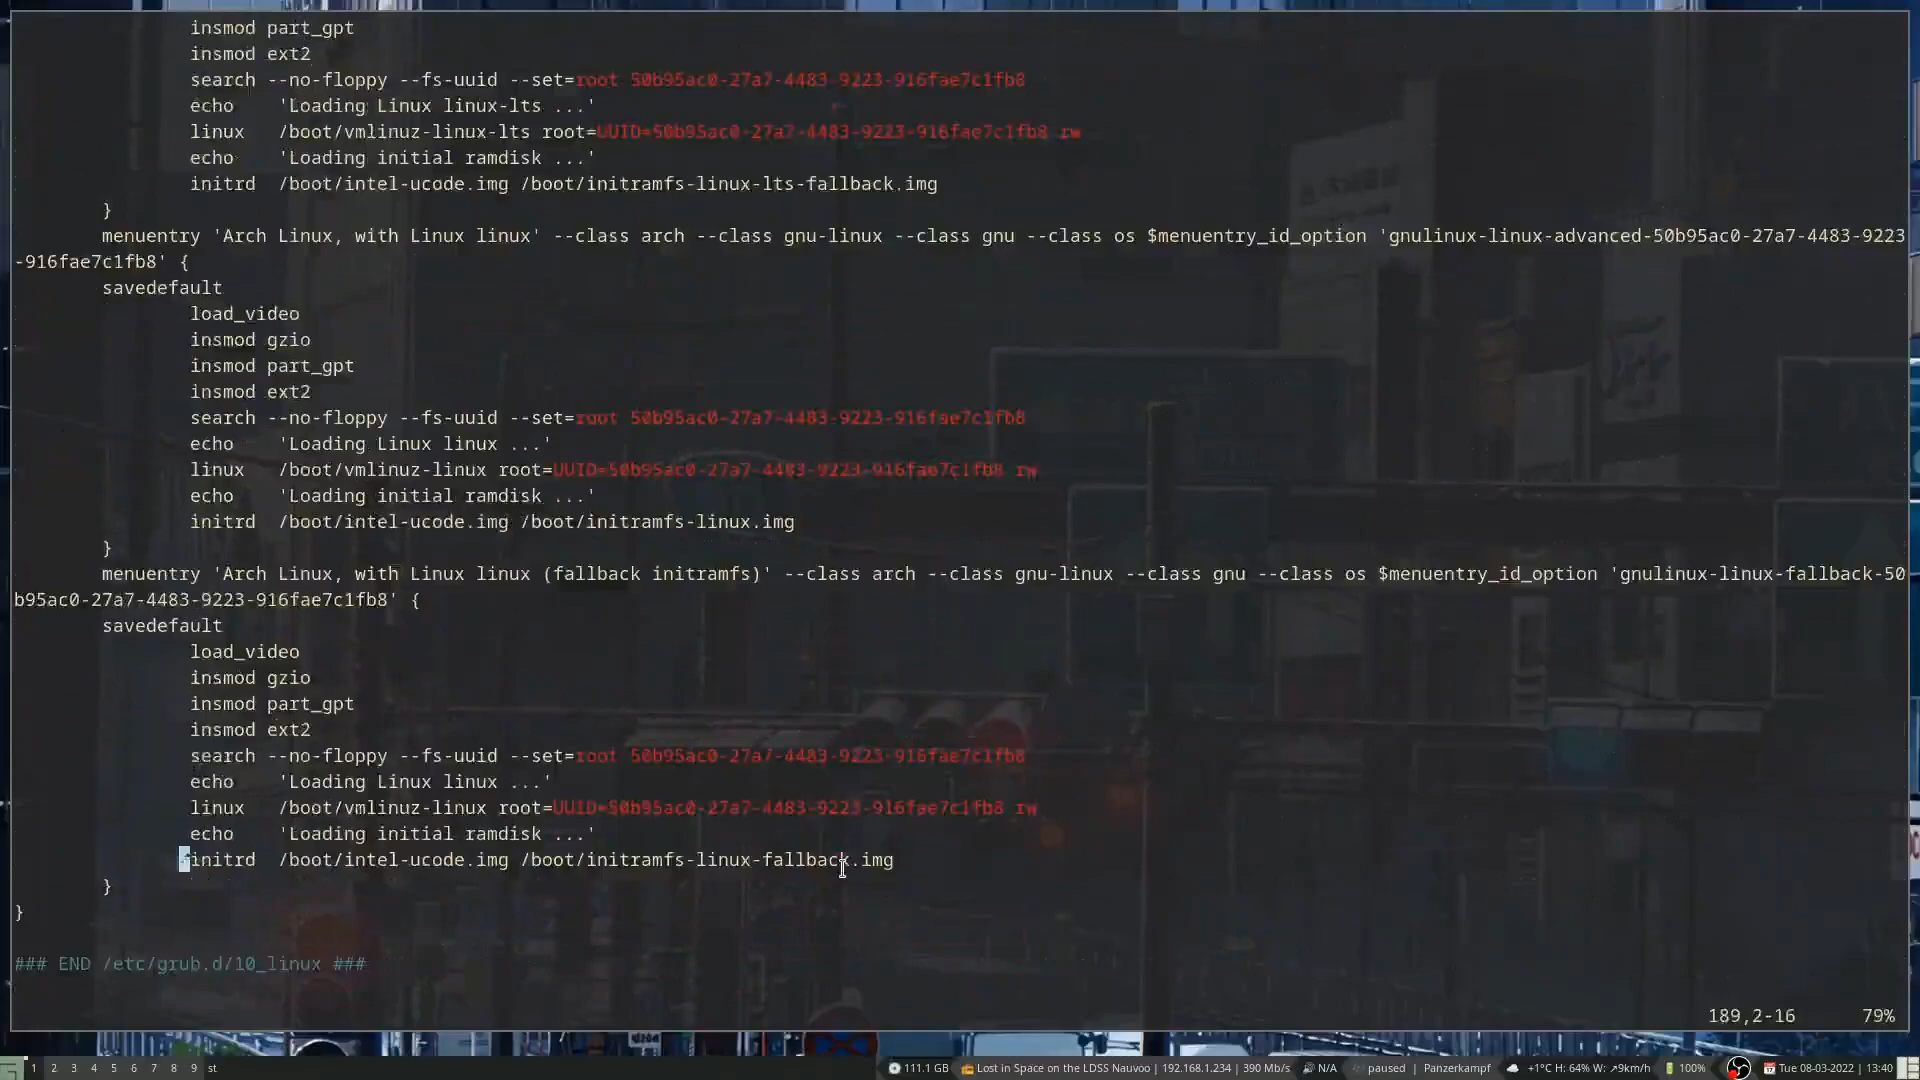 insmod part_gpt
insmod ext2
search --no-floppy --fs-uuid --set=root 50b95ac0-27a7-4483-9223-916fae7c1fb8
echo 'Loading Linux linux-lts ...'
linux /boot/vmlinuz-linux-lts root=UUID=50b95ac0-27a7-4483-9223-916fae7c1fb8 rw
echo 'Loading initial ramdisk ...'
initrd /boot/intel-ucode.img /boot/initramfs-linux-lts-fallback.img
}
menuentry 'Arch Linux, with Linux linux' --class arch --class gnu-linux --class gnu --class os $menuentry_id_option 'gnulinux-linux-advanced-50b95ac0-27a7-4483-9223
-916fae7c1fb8' {
savedefault
load_video
insmod gzio
insmod part_gpt
insmod ext2
search --no-floppy --fs-uuid --set=root 50b95ac0-27a7-4483-9223-916fae7c1fb8
echo 'Loading Linux linux ...'
linux /boot/vmlinuz-linux root=UUID=50b95ac0-27a7-4483-9223-916fae7c1fb8 rw
echo 'Loading initial ramdisk ...'
initrd /boot/intel-ucode.img /boot/initramfs-linux.img
}
menuentry 'Arch Linux, with Linux linux (fallback initramfs)' --class arch --class gnu-linux --class gnu --class os $menuentry_id_option 'gnulinux-linux-fallback-50
b95ac0-27a7-4483-9223-916fae7c1fb8' {
savedefault
load_video
insmod gzio
insmod part_gpt
insmod ext2
search --no-floppy --fs-uuid --set=root 50b95ac0-27a7-4483-9223-916fae7c1fb8
echo 'Loading Linux linux ...'
linux /boot/vmlinuz-linux root=UUID=50b95ac0-27a7-4483-9223-916fae7c1fb8 rw
echo 'Loading initial ramdisk ...'
initrd /boot/intel-ucode.img /boot/initramfs-linux-fallback.img
}
}
### END /etc/grub.d/10_linux ###
189,2-16 79%
1 2 3 4 5 6 7 8 9 st 111.1 GB Lost in Space on the LDSS Nauvoo | 192.168.1.234 | 390 Mb/s N/A paused | Panzerkampf +1°C H: 64% W: ↗9km/h 100% Tue 08-03-2022 | 13:40